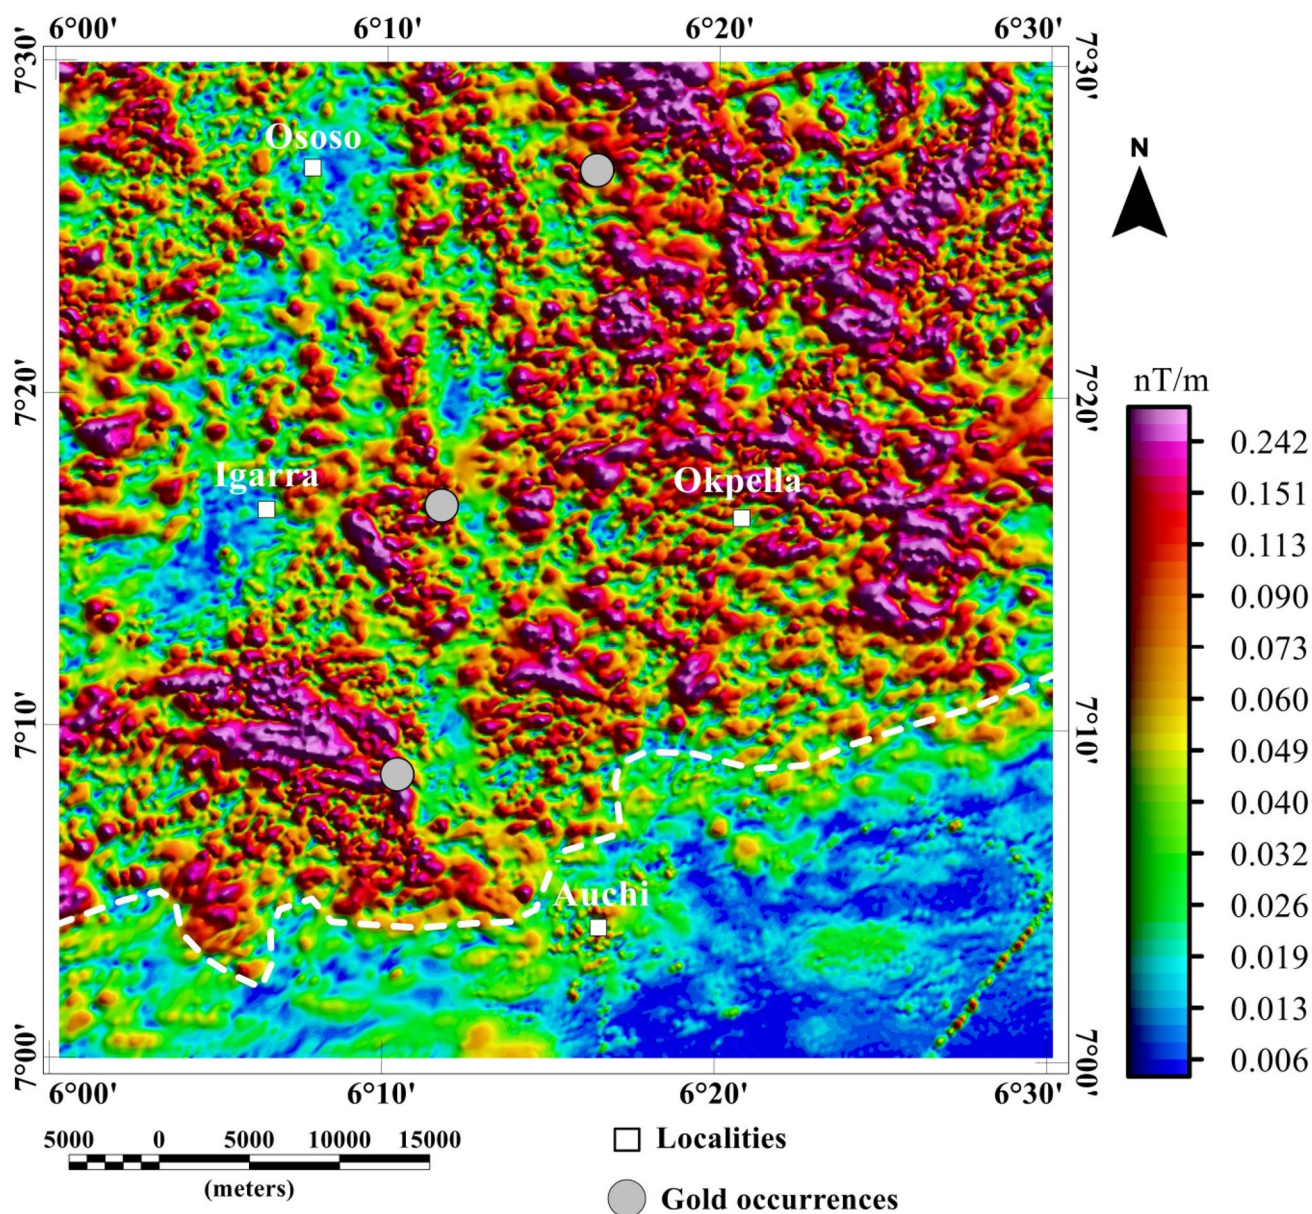 6°00' 6°10' 6°20' 6°30'
7°30' 7°30'
Ososo
N
7°20' 7°20'
nT/m
0.242
Igarra
Okpella
0.151
0.113
0.090
0.073
0.060
7°10' 7°10'
0.049
0.040
0.032
Auchi
0.026
0.019
0.013
7°00' 7°00'
0.006
6°00' 6°10' 6°20' 6°30'
5000 0 5000 10000 15000
(meters)
Localities
Gold occurrences